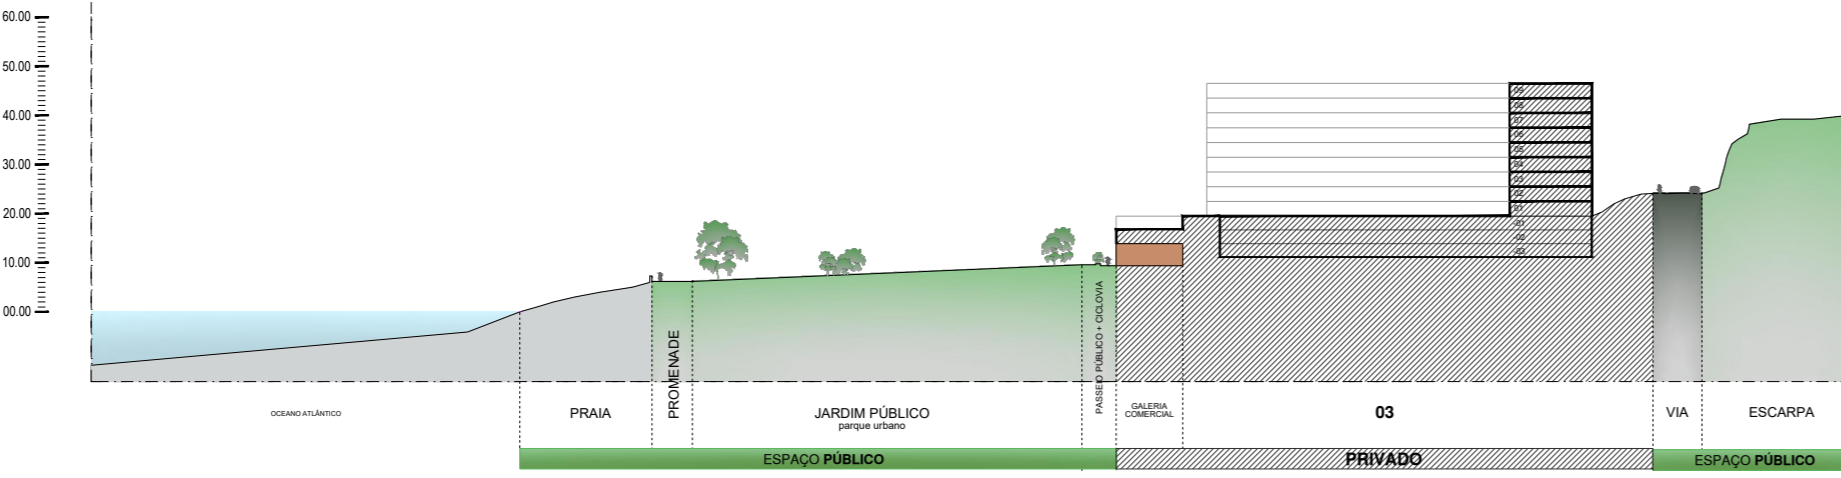 60.00
50.00
40.00
30.00
20.00
10.00
00.00
09
08
07
06
05
04
03
02
01
-01
-02
-03
OCEANO ATLÂNTICO
PRAIA
PROMENADE
JARDIM PÚBLICO
parque urbano
PASSEIO PÚBLICO + CICLOVIA
GALERIA
COMERCIAL
03
VIA
ESCARPA
ESPAÇO PÚBLICO
PRIVADO
ESPAÇO PÚBLICO